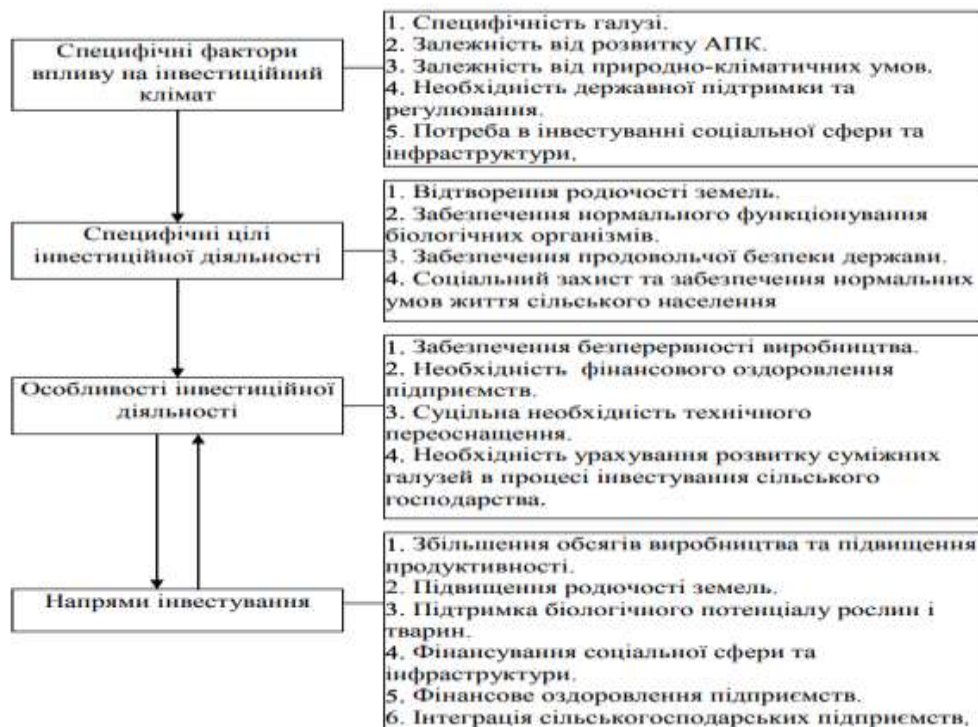 Специфічні фактори
впливу на інвестиційний
клімат
1. Специфічність галузі.
2. Залежність від розвитку АПК.
3. Залежність від природно-кліматичних умов.
4. Необхідність державної підтримки та
регулювання.
5. Потреба в інвестуванні соціальної сфери та
інфраструктури.
Специфічні цілі
інвестиційної діяльності
1. Відтворення родючості земель.
2. Забезпечення нормального функціонування
біологічних організмів.
3. Забезпечення продовольчої безпеки держави.
4. Соціальний захист та забезпечення нормальних
умов життя сільського населення
Особливості інвестиційної
діяльності
1. Забезпечення безперервності виробництва.
2. Необхідність фінансового оздоровлення
підприємств.
3. Суцільна необхідність технічного
переоснащення.
4. Необхідність урахування розвитку суміжних
галузей в процесі інвестування сільського
господарства.
Напрями інвестування
1. Збільшення обсягів виробництва та підвищення
продуктивності.
2. Підвищення родючості земель.
3. Підтримка біологічного потенціалу рослин і
тварин.
4. Фінансування соціальної сфери та
інфраструктури.
5. Фінансове оздоровлення підприємств.
6. Інтеграція сільськогосподарських підприємств.